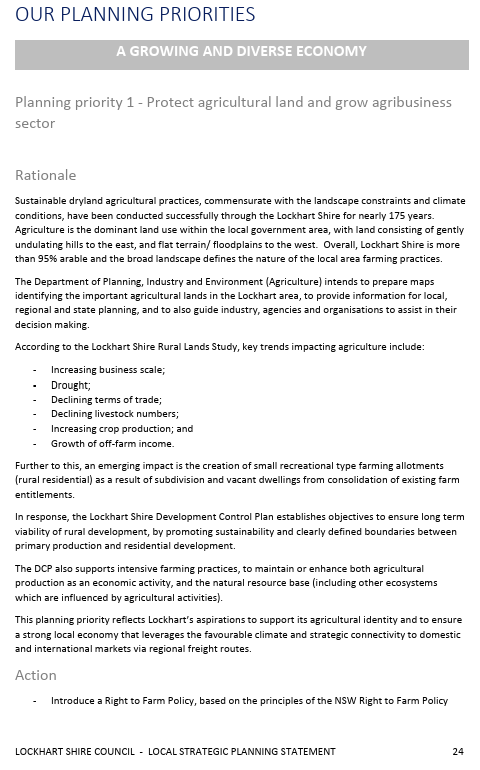 OUR PLANNING PRIORITIES
A GROWING AND DIVERSE ECONOMY
Planning priority 1 - Protect agricultural land and grow agribusiness
sector
Rationale
Sustainable dryland agricultural practices, commensurate with the landscape constraints and climate
conditions, have been conducted successfully through the Lockhart Shire for nearly 175 years.
Agriculture is the dominant land use within the local government area, with land consisting of gently
undulating hills to the east, and flat terrain/ floodplains to the west.  Overall, Lockhart Shire is more
than 95% arable and the broad landscape defines the nature of the local area farming practices.
The Department of Planning, Industry and Environment (Agriculture) intends to prepare maps
identifying the important agricultural lands in the Lockhart area, to provide information for local,
regional and state planning, and to also guide industry, agencies and organisations to assist in their
decision making.
According to the Lockhart Shire Rural Lands Study, key trends impacting agriculture include:
- Increasing business scale;
- Drought;
- Declining terms of trade;
- Declining livestock numbers;
- Increasing crop production; and
- Growth of off-farm income.
Further to this, an emerging impact is the creation of small recreational type farming allotments
(rural residential) as a result of subdivision and vacant dwellings from consolidation of existing farm
entitlements.
In response, the Lockhart Shire Development Control Plan establishes objectives to ensure long term
viability of rural development, by promoting sustainability and clearly defined boundaries between
primary production and residential development.
The DCP also supports intensive farming practices, to maintain or enhance both agricultural
production as an economic activity, and the natural resource base (including other ecosystems
which are influenced by agricultural activities).
This planning priority reflects Lockhart's aspirations to support its agricultural identity and to ensure
a strong local economy that leverages the favourable climate and strategic connectivity to domestic
and international markets via regional freight routes.
Action
- Introduce a Right to Farm Policy, based on the principles of the NSW Right to Farm Policy
LOCKHART SHIRE COUNCIL - LOCAL STRATEGIC PLANNING STATEMENT 24